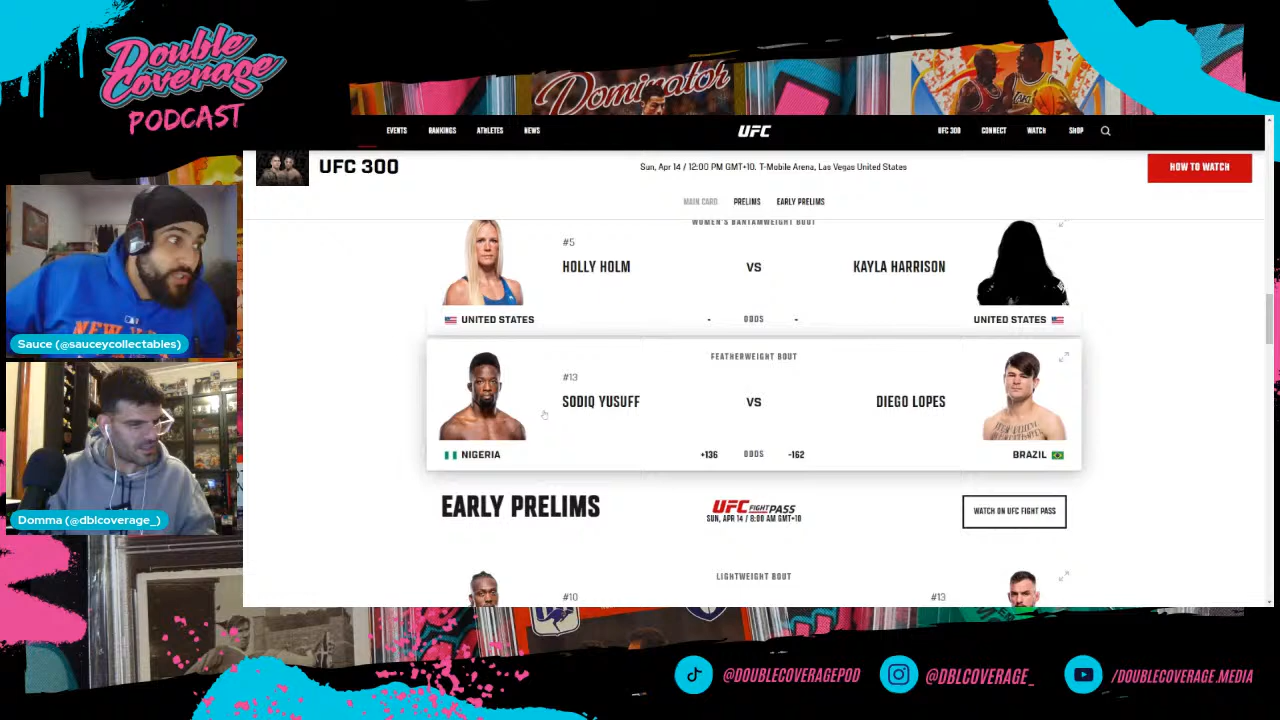 Double
Coverage
PODCAST
Dominator
EVENTS
RANKINGS
ATHLETES
NEWS
UFC
UFC 300
CONNECT
WATCH
SHOP
UFC 300
Sun, Apr 14 / 12:00 PM GMT+10. T-Mobile Arena, Las Vegas United States
HOW TO WATCH
MAIN CARD
PRELIMS
EARLY PRELIMS
WOMEN'S BANTAMWEIGHT BOUT
#5
HOLLY HOLM
VS
KAYLA HARRISON
UNITED STATES
- ODDS -
UNITED STATES
FEATHERWEIGHT BOUT
#13
SODIQ YUSUFF
VS
DIEGO LOPES
NIGERIA
+136 ODDS -162
BRAZIL
EARLY PRELIMS
UFC FIGHT PASS
SUN, APR 14 / 8:00 AM GMT+10
WATCH ON UFC FIGHT PASS
LIGHTWEIGHT BOUT
#10
#13
NEW YORK
Sauce (@sauceycollectables)
Domma (@dblcoverage_)
@DOUBLECOVERAGEPOD
@DBLCOVERAGE_
/DOUBLECOVERAGE.MEDIA